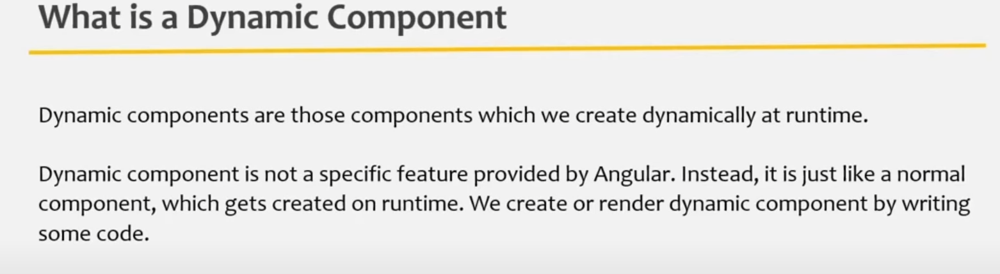 What is a Dynamic Component
Dynamic components are those components which we create dynamically at runtime.
Dynamic component is not a specific feature provided by Angular. Instead, it is just like a normal
component, which gets created on runtime. We create or render dynamic component by writing
some code.